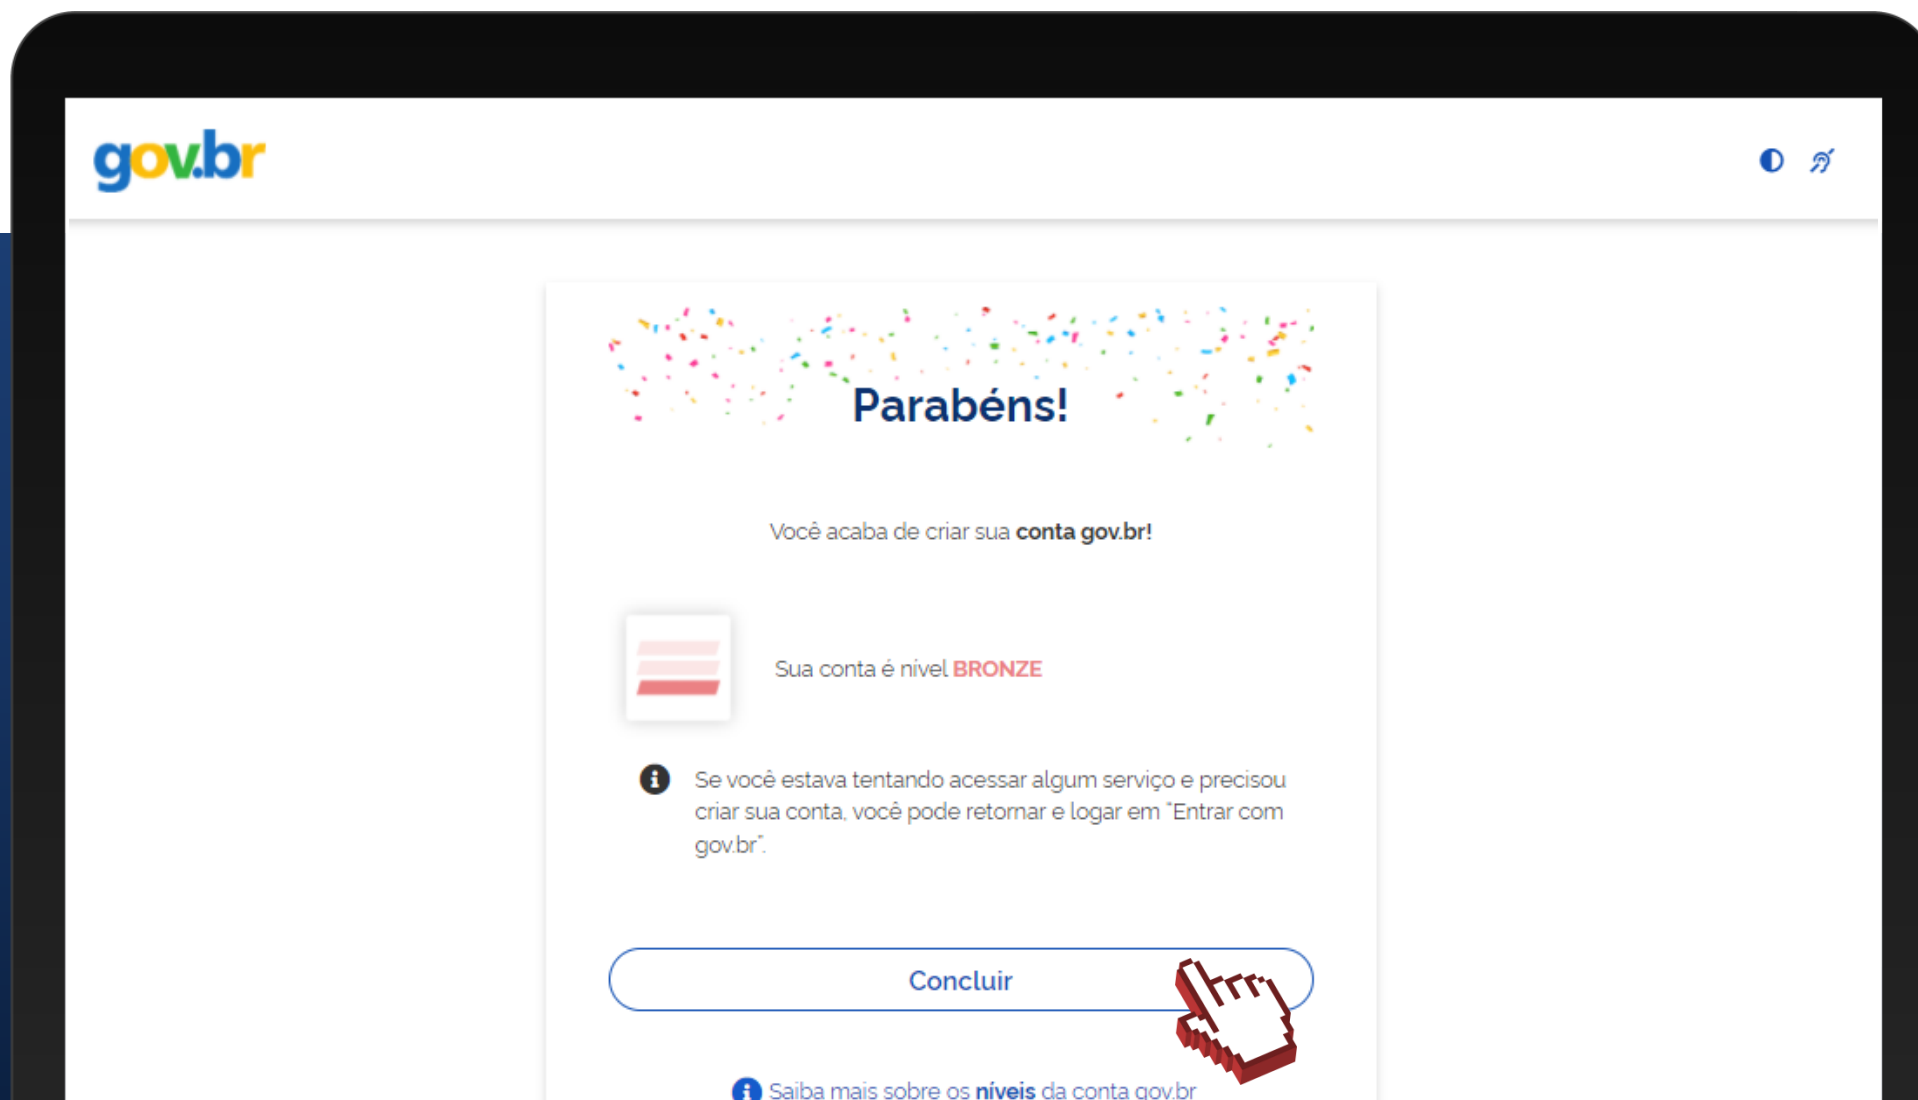 gov.br
Parabéns!
Você acaba de criar sua conta gov.br!
Sua conta é nível BRONZE
Se você estava tentando acessar algum serviço e precisou
criar sua conta, você pode retornar e logar em “Entrar com
gov.br”.
Concluir
Saiba mais sobre os níveis da conta gov.br